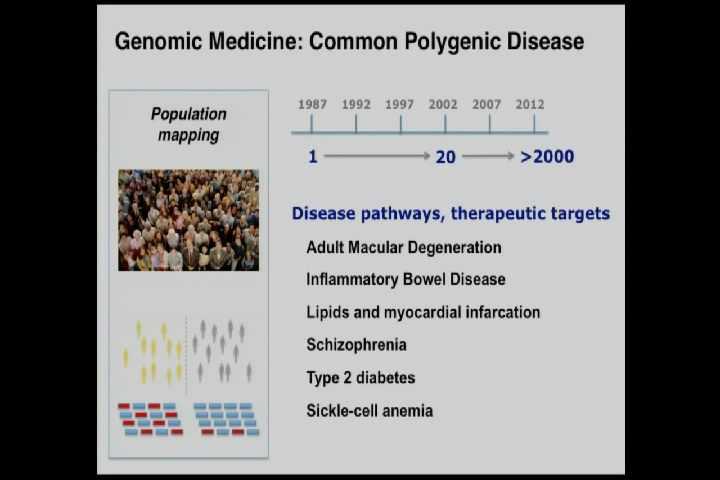 Genomic Medicine: Common Polygenic Disease
Population
mapping
1987 1992 1997 2002 2007 2012
1 20 >2000
Disease pathways, therapeutic targets
Adult Macular Degeneration
Inflammatory Bowel Disease
Lipids and myocardial infarcation
Schizophrenia
Type 2 diabetes
Sickle-cell anemia